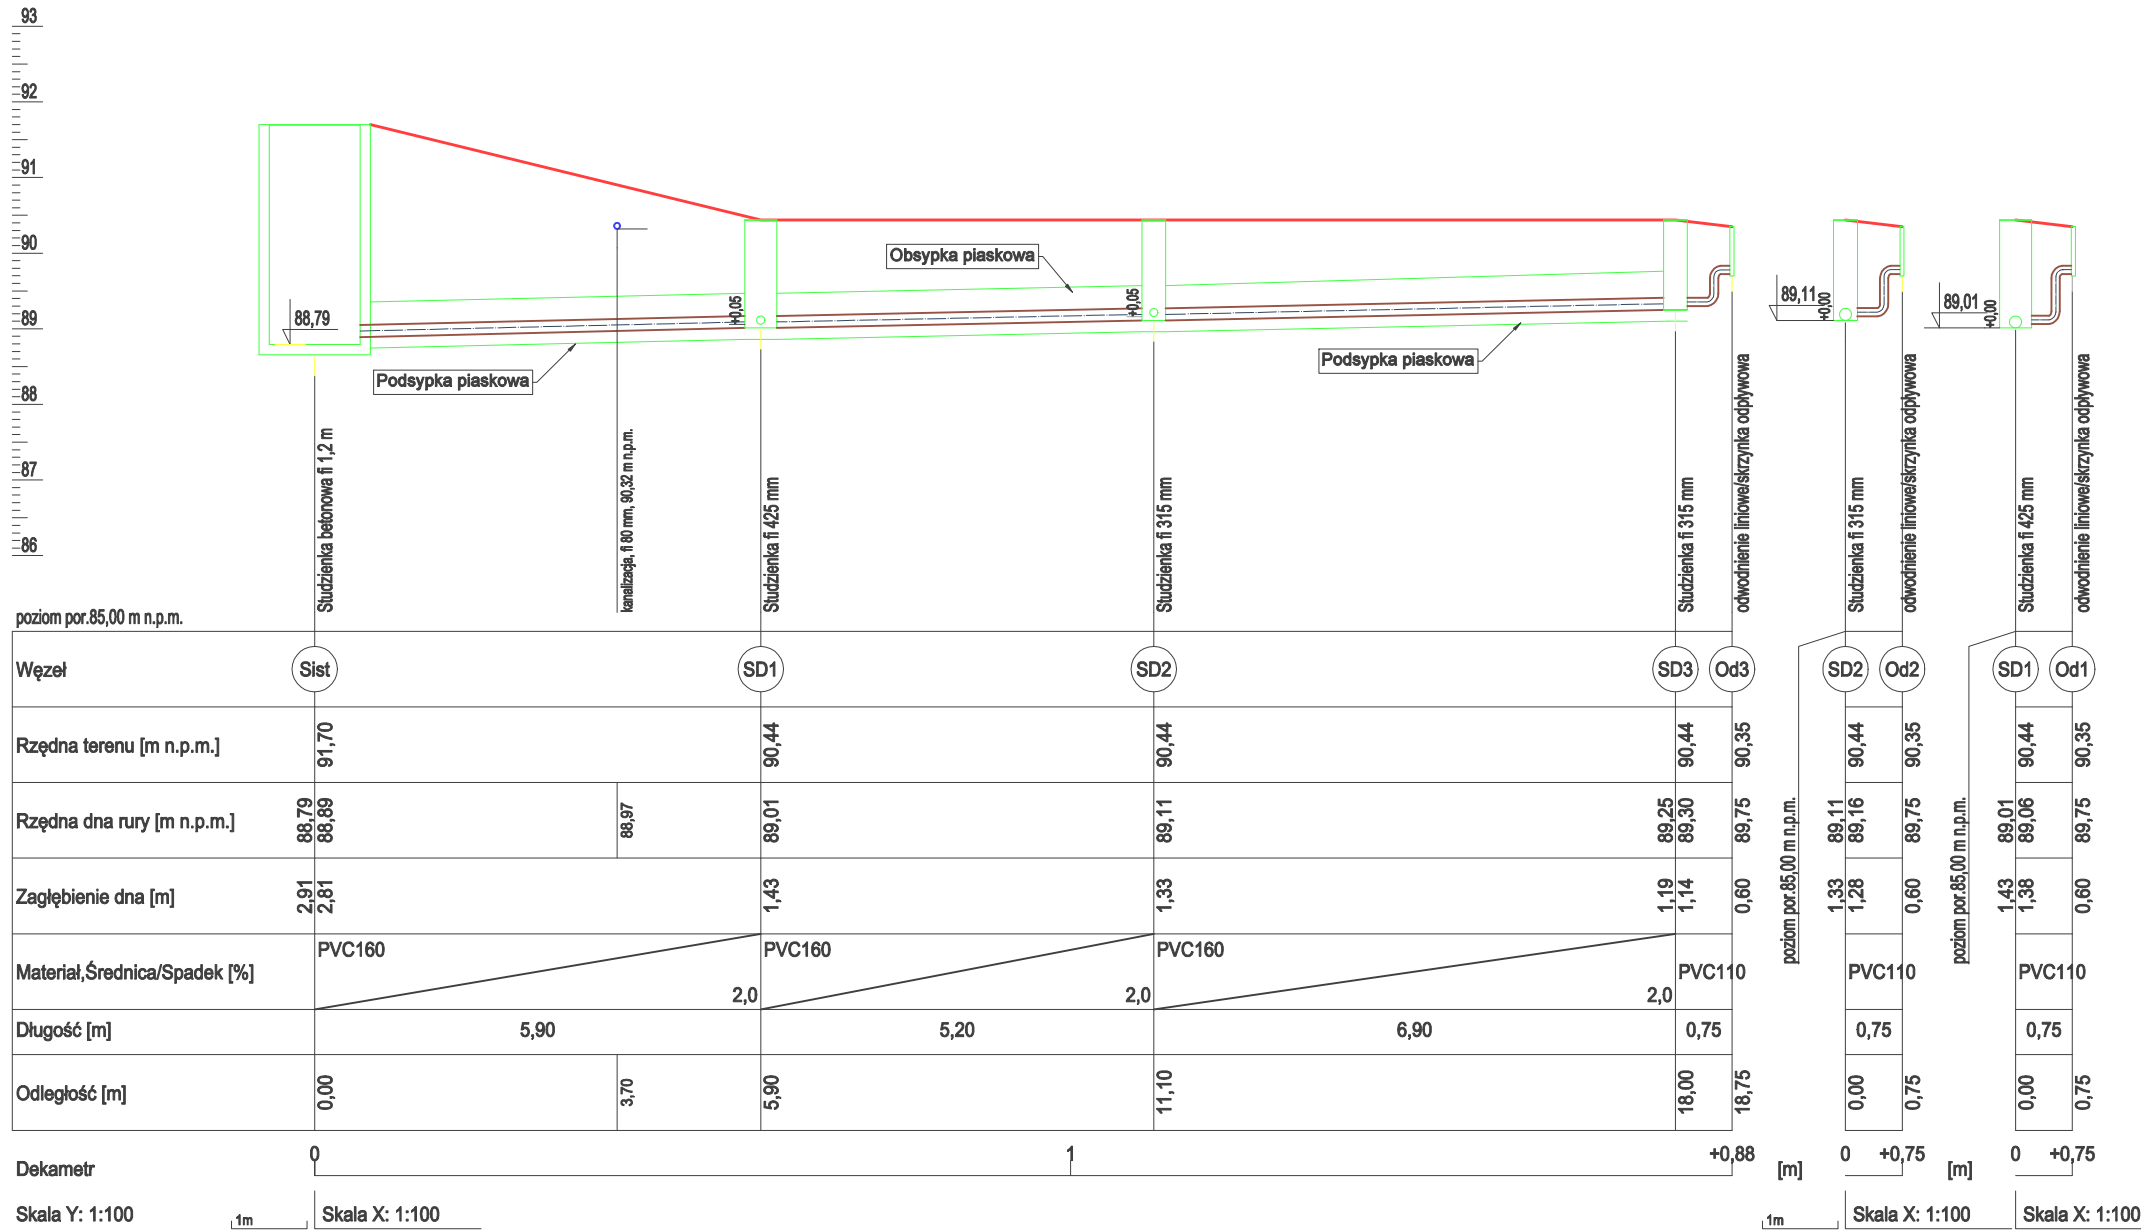 93
92
91
90
89
88
87
86
88,79
+0,05
+0,05
Obsypka piaskowa
Podsypka piaskowa
Podsypka piaskowa
89,11
+0,00
89,01
+0,00
Studzienka betonowa fi 1,2 m
kanalizacja, fi 80 mm, 90,32 m n.p.m.
Studzienka fi 425 mm
Studzienka fi 315 mm
Studzienka fi 315 mm
odwodnienie liniowe/skrzynka odpływowa
Studzienka fi 315 mm
odwodnienie liniowe/skrzynka odpływowa
Studzienka fi 425 mm
odwodnienie liniowe/skrzynka odpływowa
poziom por.85,00 m n.p.m.
poziom por.85,00 m n.p.m.
poziom por.85,00 m n.p.m.
Węzeł Sist SD1 SD2 SD3 Od3 SD2 Od2 SD1 Od1
Rzędna terenu [m n.p.m.] 91,70 90,44 90,44 90,44 90,35 90,44 90,35 90,44 90,35
Rzędna dna rury [m n.p.m.] 88,79 88,89 88,97 89,01 89,11 89,25 89,30 89,75 89,11 89,16 89,75 89,01 89,06 89,75
Zagłębienie dna [m] 2,91 2,81 1,43 1,33 1,19 1,14 0,60 1,33 1,28 0,60 1,43 1,38 0,60
Materiał,Średnica/Spadek [%] PVC160 2,0 PVC160 2,0 PVC160 2,0 PVC110 PVC110 PVC110
Długość [m] 5,90 5,20 6,90 0,75 0,75 0,75
Odległość [m] 0,00 3,70 5,90 11,10 18,00 18,75 0,00 0,75 0,00 0,75
Dekametr 0 1 +0,88 [m] 0 +0,75 [m] 0 +0,75
Skala Y: 1:100 1m Skala X: 1:100 1m Skala X: 1:100 Skala X: 1:100